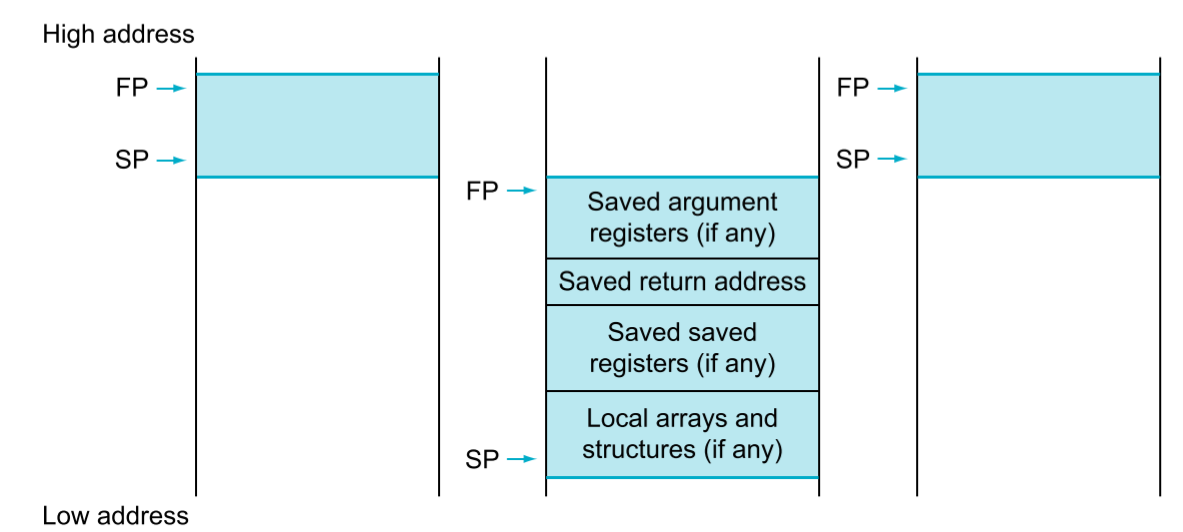 High address
FP
SP
FP
Saved argument
registers (if any)
Saved return address
Saved saved
registers (if any)
Local arrays and
structures (if any)
SP
FP
SP
Low address